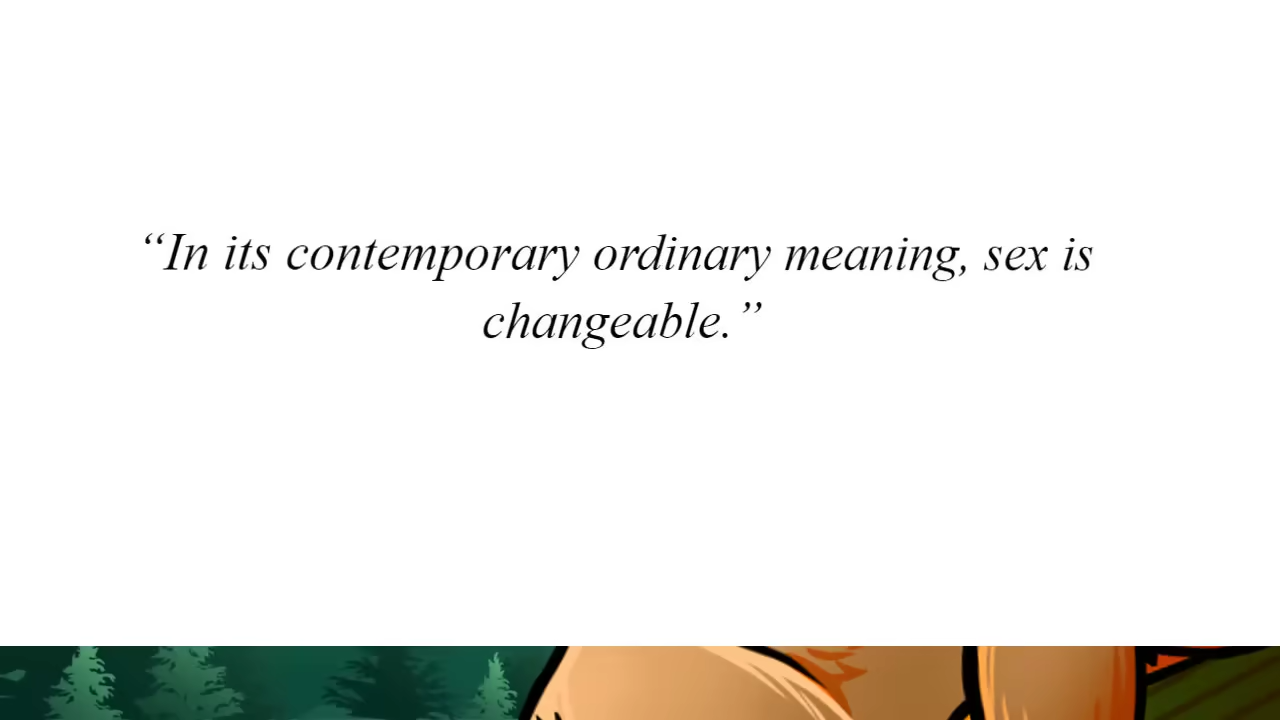 “In its contemporary ordinary meaning, sex is
changeable.”